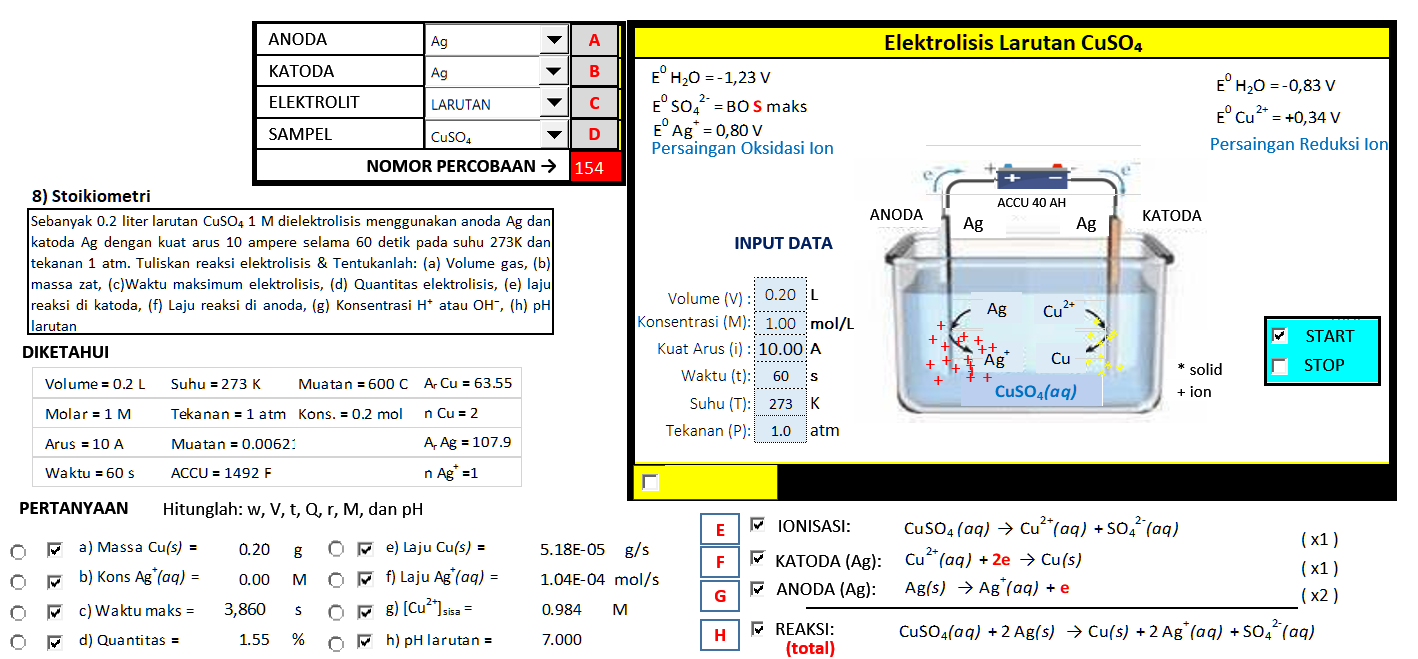 ANODA Ag A
KATODA Ag B
ELEKTROLIT LARUTAN C
SAMPEL CuSO₄ D
NOMOR PERCOBAAN → 154
8) Stoikiometri
Sebanyak 0.2 liter larutan CuSO₄ 1 M dielektrolisis menggunakan anoda Ag dan
katoda Ag dengan kuat arus 10 ampere selama 60 detik pada suhu 273K dan
tekanan 1 atm. Tuliskan reaksi elektrolisis & Tentukanlah: (a) Volume gas, (b)
massa zat, (c)Waktu maksimum elektrolisis, (d) Quantitas elektrolisis, (e) laju
reaksi di katoda, (f) Laju reaksi di anoda, (g) Konsentrasi H⁺ atau OH⁻, (h) pH
larutan
DIKETAHUI
Volume = 0.2 L Suhu = 273 K Muatan = 600 C Aᵣ Cu = 63.55
Molar = 1 M Tekanan = 1 atm Kons. = 0.2 mol n Cu = 2
Arus = 10 A Muatan = 0.00621 Aᵣ Ag = 107.9
Waktu = 60 s ACCU = 1492 F n Ag⁺ =1
PERTANYAAN Hitunglah: w, V, t, Q, r, M, dan pH
a) Massa Cu(s) = 0.20 g e) Laju Cu(s) = 5.18E-05 g/s
b) Kons Ag⁺(aq) = 0.00 M f) Laju Ag⁺(aq) = 1.04E-04 mol/s
c) Waktu maks = 3,860 s g) [Cu²⁺]sisa = 0.984 M
d) Quantitas = 1.55 % h) pH larutan = 7.000
Elektrolisis Larutan CuSO₄
E⁰ H₂O = -1,23 V
E⁰ SO₄²⁻ = BO S maks
E⁰ Ag⁺ = 0,80 V
Persaingan Oksidasi Ion
E⁰ H₂O = -0,83 V
E⁰ Cu²⁺ = +0,34 V
Persaingan Reduksi Ion
e⁻ + + − e⁻
ACCU 40 AH
ANODA Ag Ag KATODA
INPUT DATA
Volume (V) : 0.20 L
Konsentrasi (M): 1.00 mol/L
Kuat Arus (i) : 10.00 A
Waktu (t): 60 s
Suhu (T): 273 K
Tekanan (P): 1.0 atm
Ag Cu²⁺
Ag⁺ Cu
CuSO₄(aq)
* solid
+ ion
START
STOP
E IONISASI: CuSO₄ (aq) → Cu²⁺(aq) + SO₄²⁻(aq) ( x1 )
F KATODA (Ag): Cu²⁺(aq) + 2e → Cu(s) ( x1 )
G ANODA (Ag): Ag(s) → Ag⁺(aq) + e ( x2 )
H REAKSI: CuSO₄(aq) + 2 Ag(s) → Cu(s) + 2 Ag⁺(aq) + SO₄²⁻(aq)
(total)